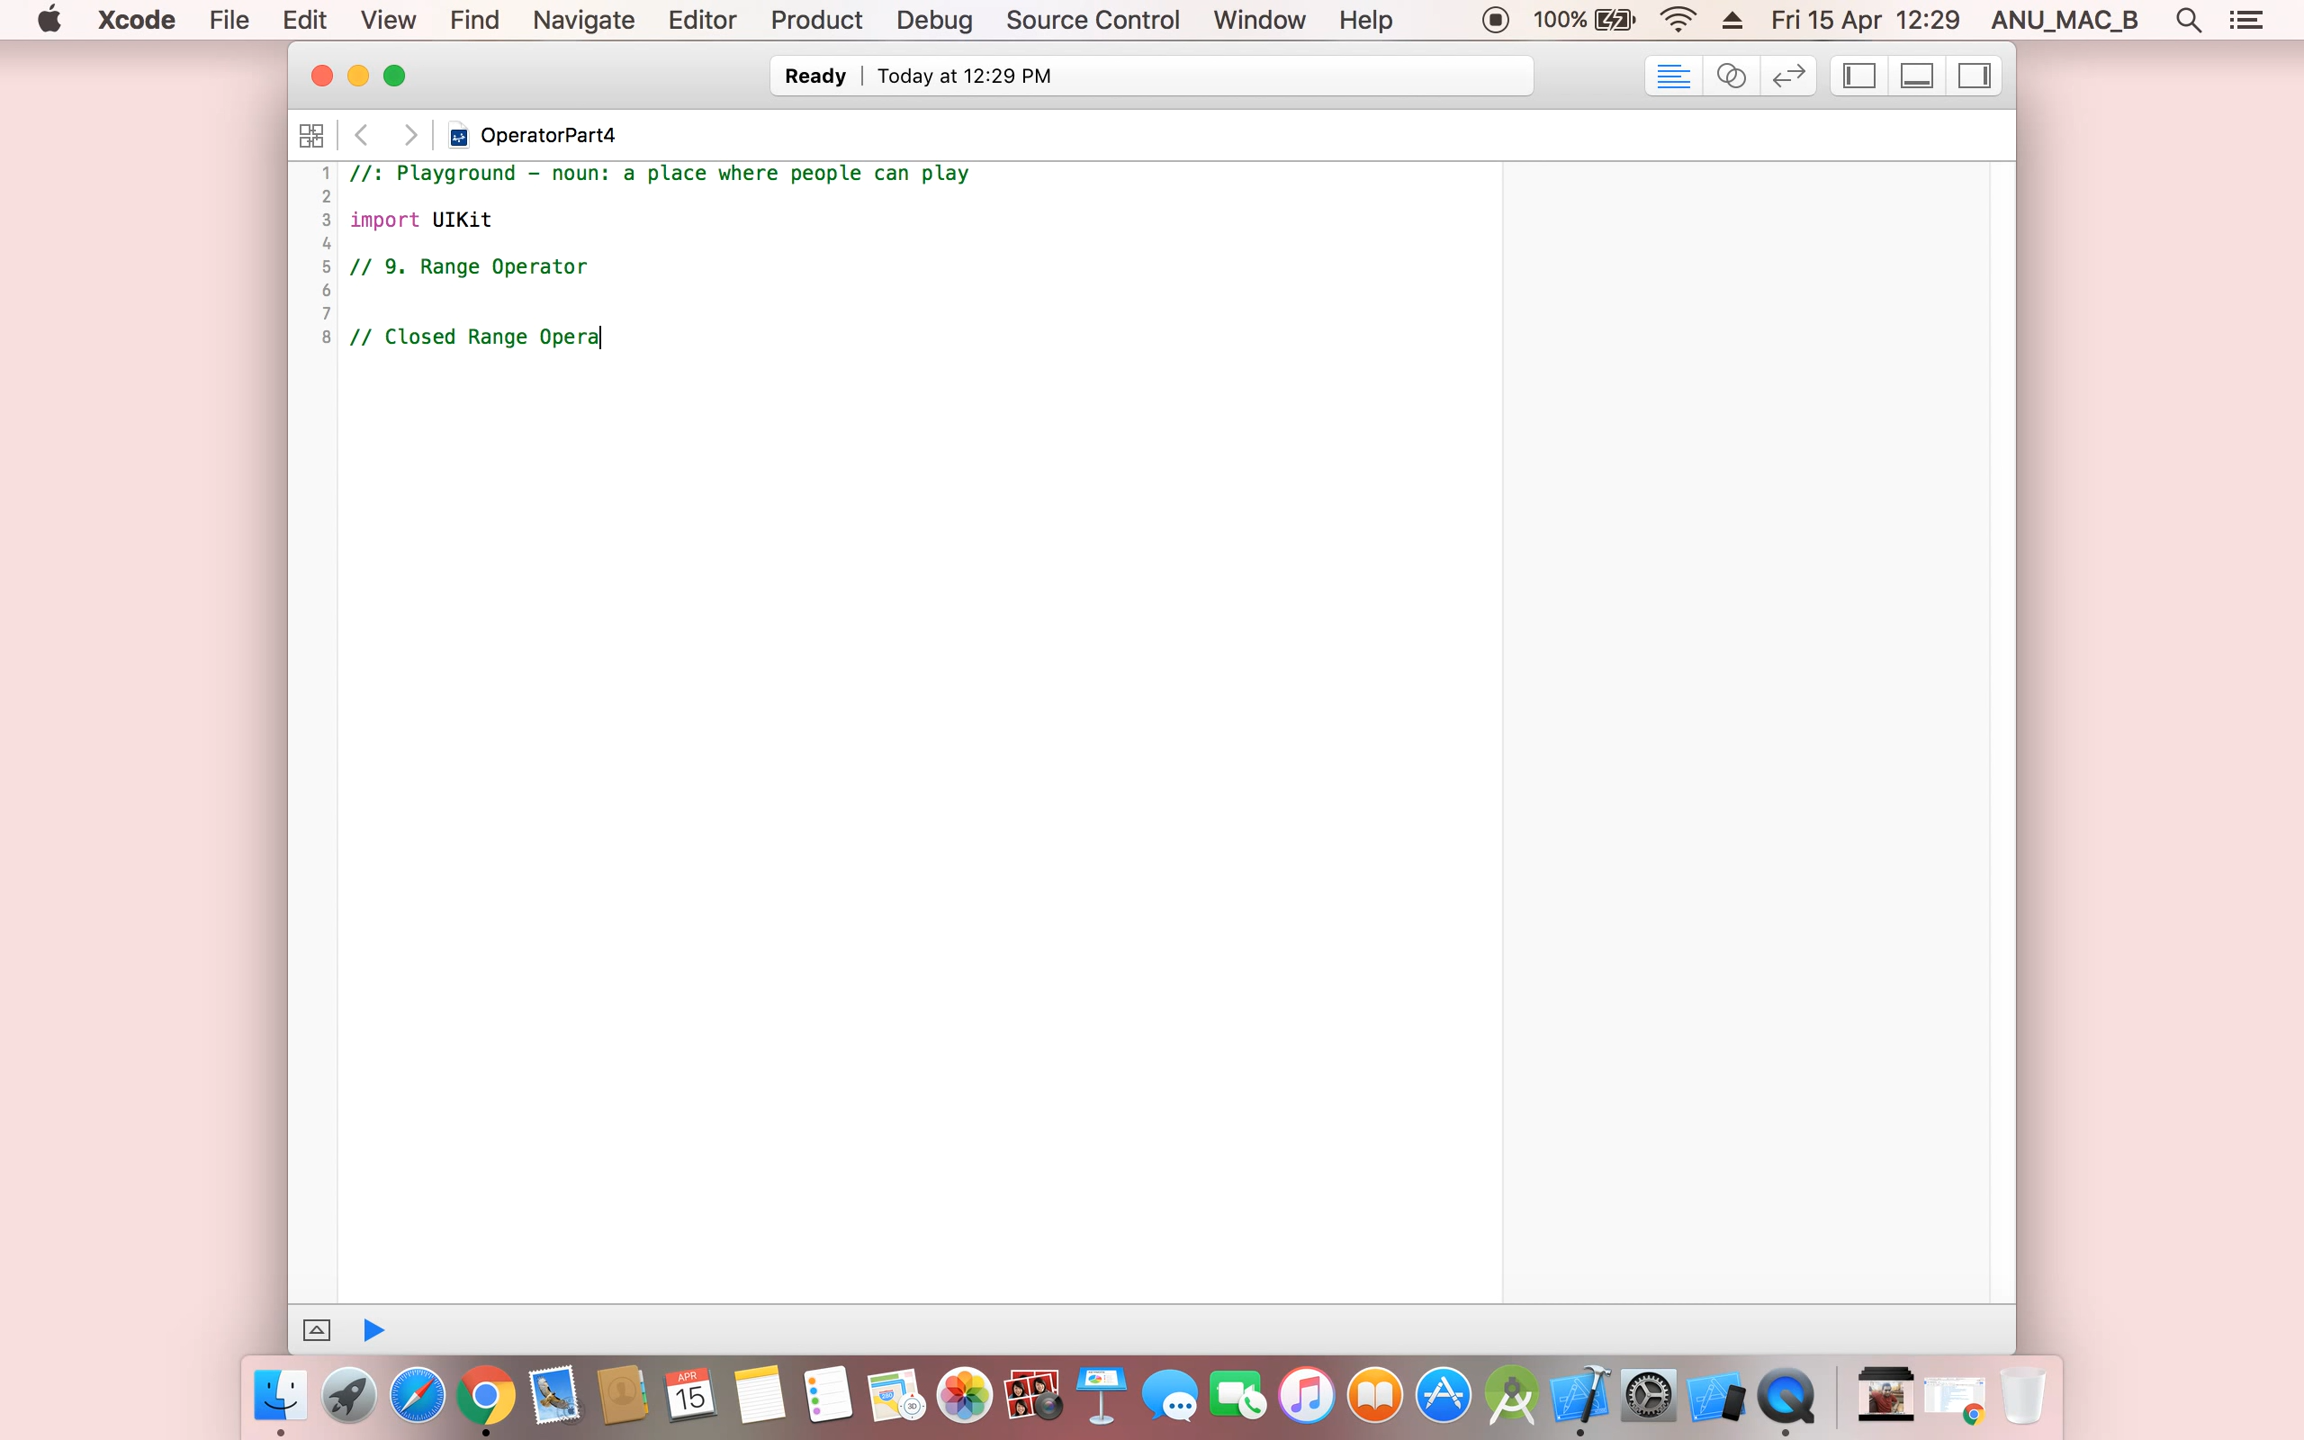 Xcode File Edit View Find Navigate Editor Product Debug Source Control Window Help 100% Fri 15 Apr 12:29 ANU_MAC_B
Ready | Today at 12:29 PM
OperatorPart4
1 //: Playground - noun: a place where people can play
2
3 import UIKit
4
5 // 9. Range Operator
6
7
8 // Closed Range Opera
APR
15